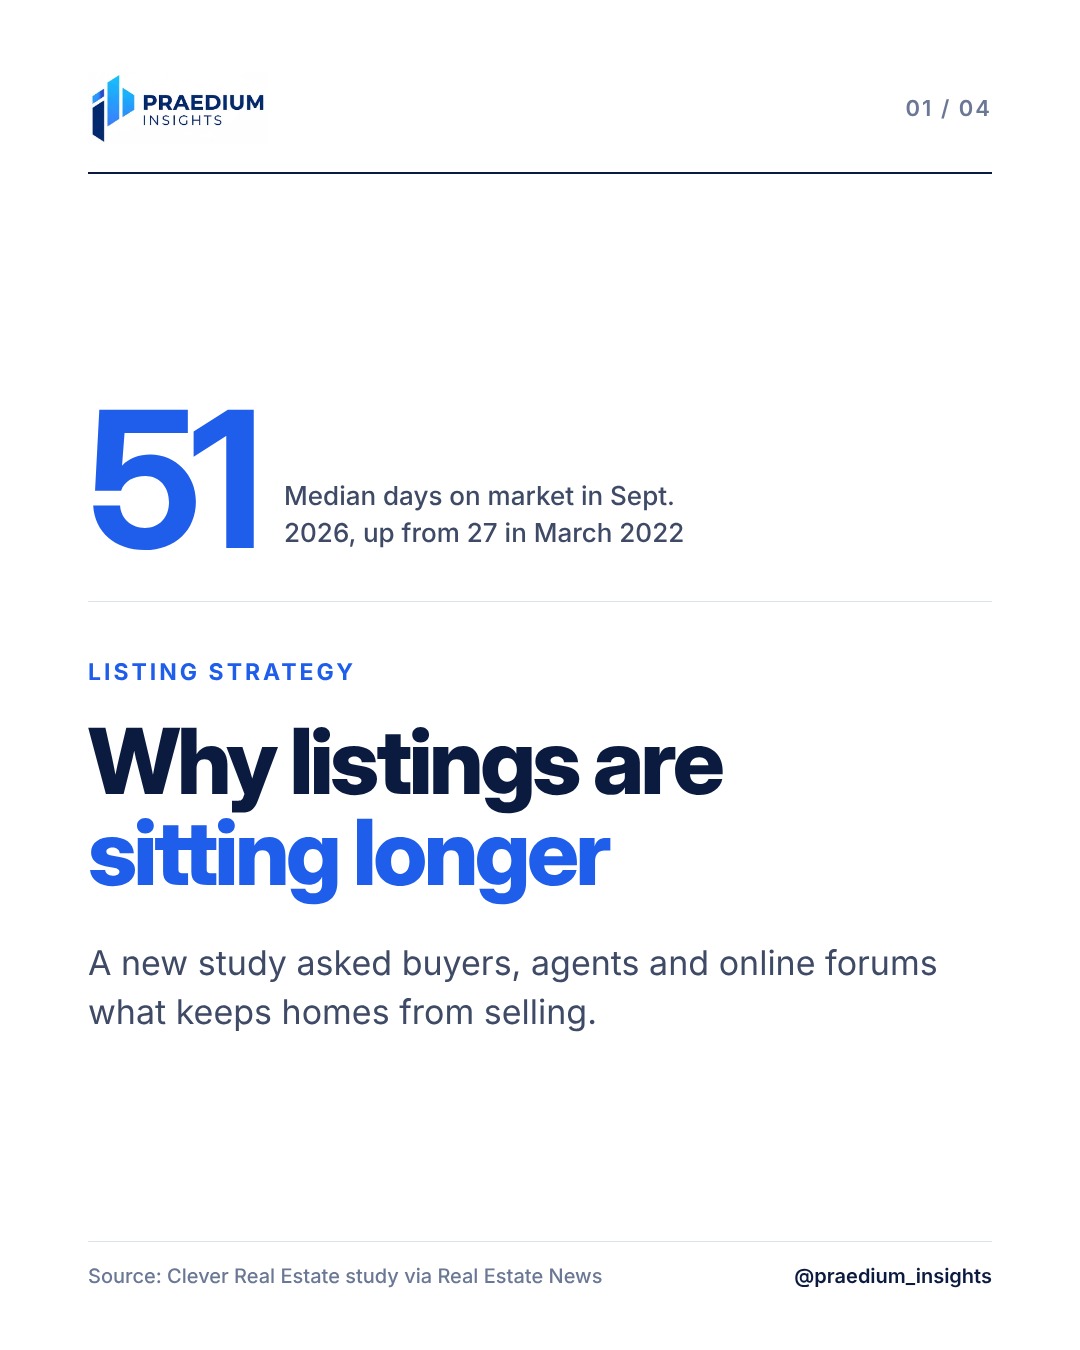 PRAEDIUM
INSIGHTS
01 / 04
51
Median days on market in Sept.
2026, up from 27 in March 2022
LISTING STRATEGY
Why listings are
sitting longer
A new study asked buyers, agents and online forums
what keeps homes from selling.
Source: Clever Real Estate study via Real Estate News
@praedium_insights